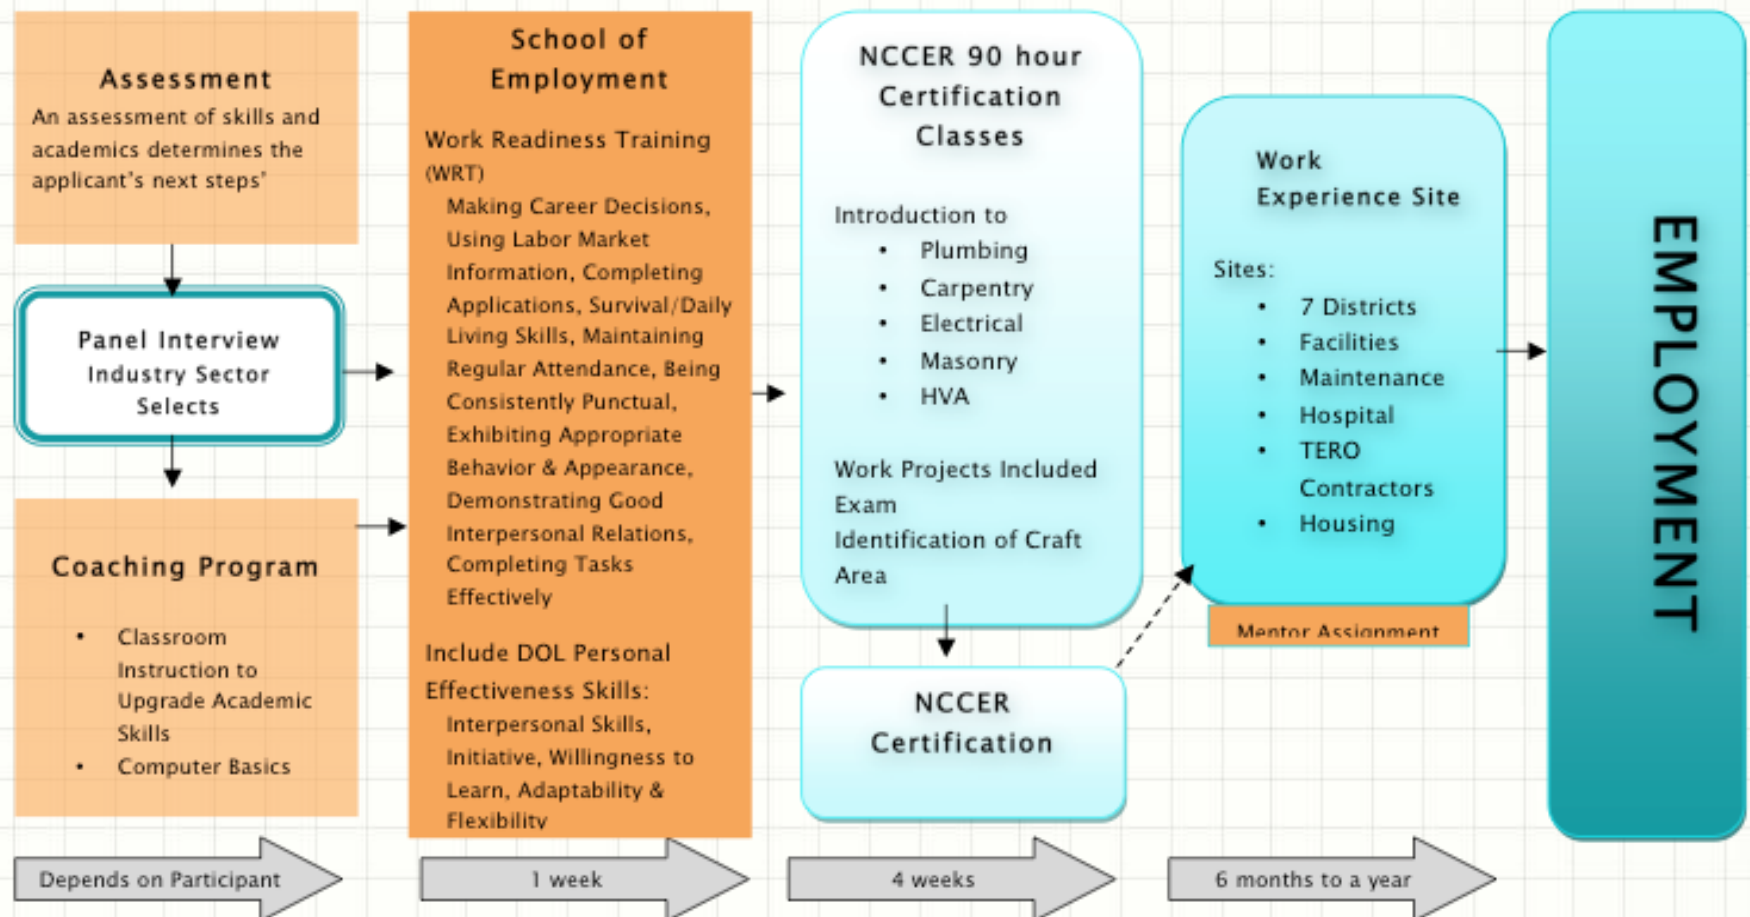 Assessment
An assessment of skills and
academics determines the
applicant's next steps'
Panel Interview
Industry Sector
Selects
Coaching Program
• Classroom
Instruction to
Upgrade Academic
Skills
• Computer Basics
Depends on Participant
School of
Employment
Work Readiness Training
(WRT)
Making Career Decisions,
Using Labor Market
Information, Completing
Applications, Survival/Daily
Living Skills, Maintaining
Regular Attendance, Being
Consistently Punctual,
Exhibiting Appropriate
Behavior & Appearance,
Demonstrating Good
Interpersonal Relations,
Completing Tasks
Effectively
Include DOL Personal
Effectiveness Skills:
Interpersonal Skills,
Initiative, Willingness to
Learn, Adaptability &
Flexibility
1 week
NCCER 90 hour
Certification
Classes
Introduction to
• Plumbing
• Carpentry
• Electrical
• Masonry
• HVA
Work Projects Included
Exam
Identification of Craft
Area
NCCER
Certification
4 weeks
Work
Experience Site
Sites:
• 7 Districts
• Facilities
• Maintenance
• Hospital
• TERO
Contractors
• Housing
Mentor Assignment
6 months to a year
EMPLOYMENT